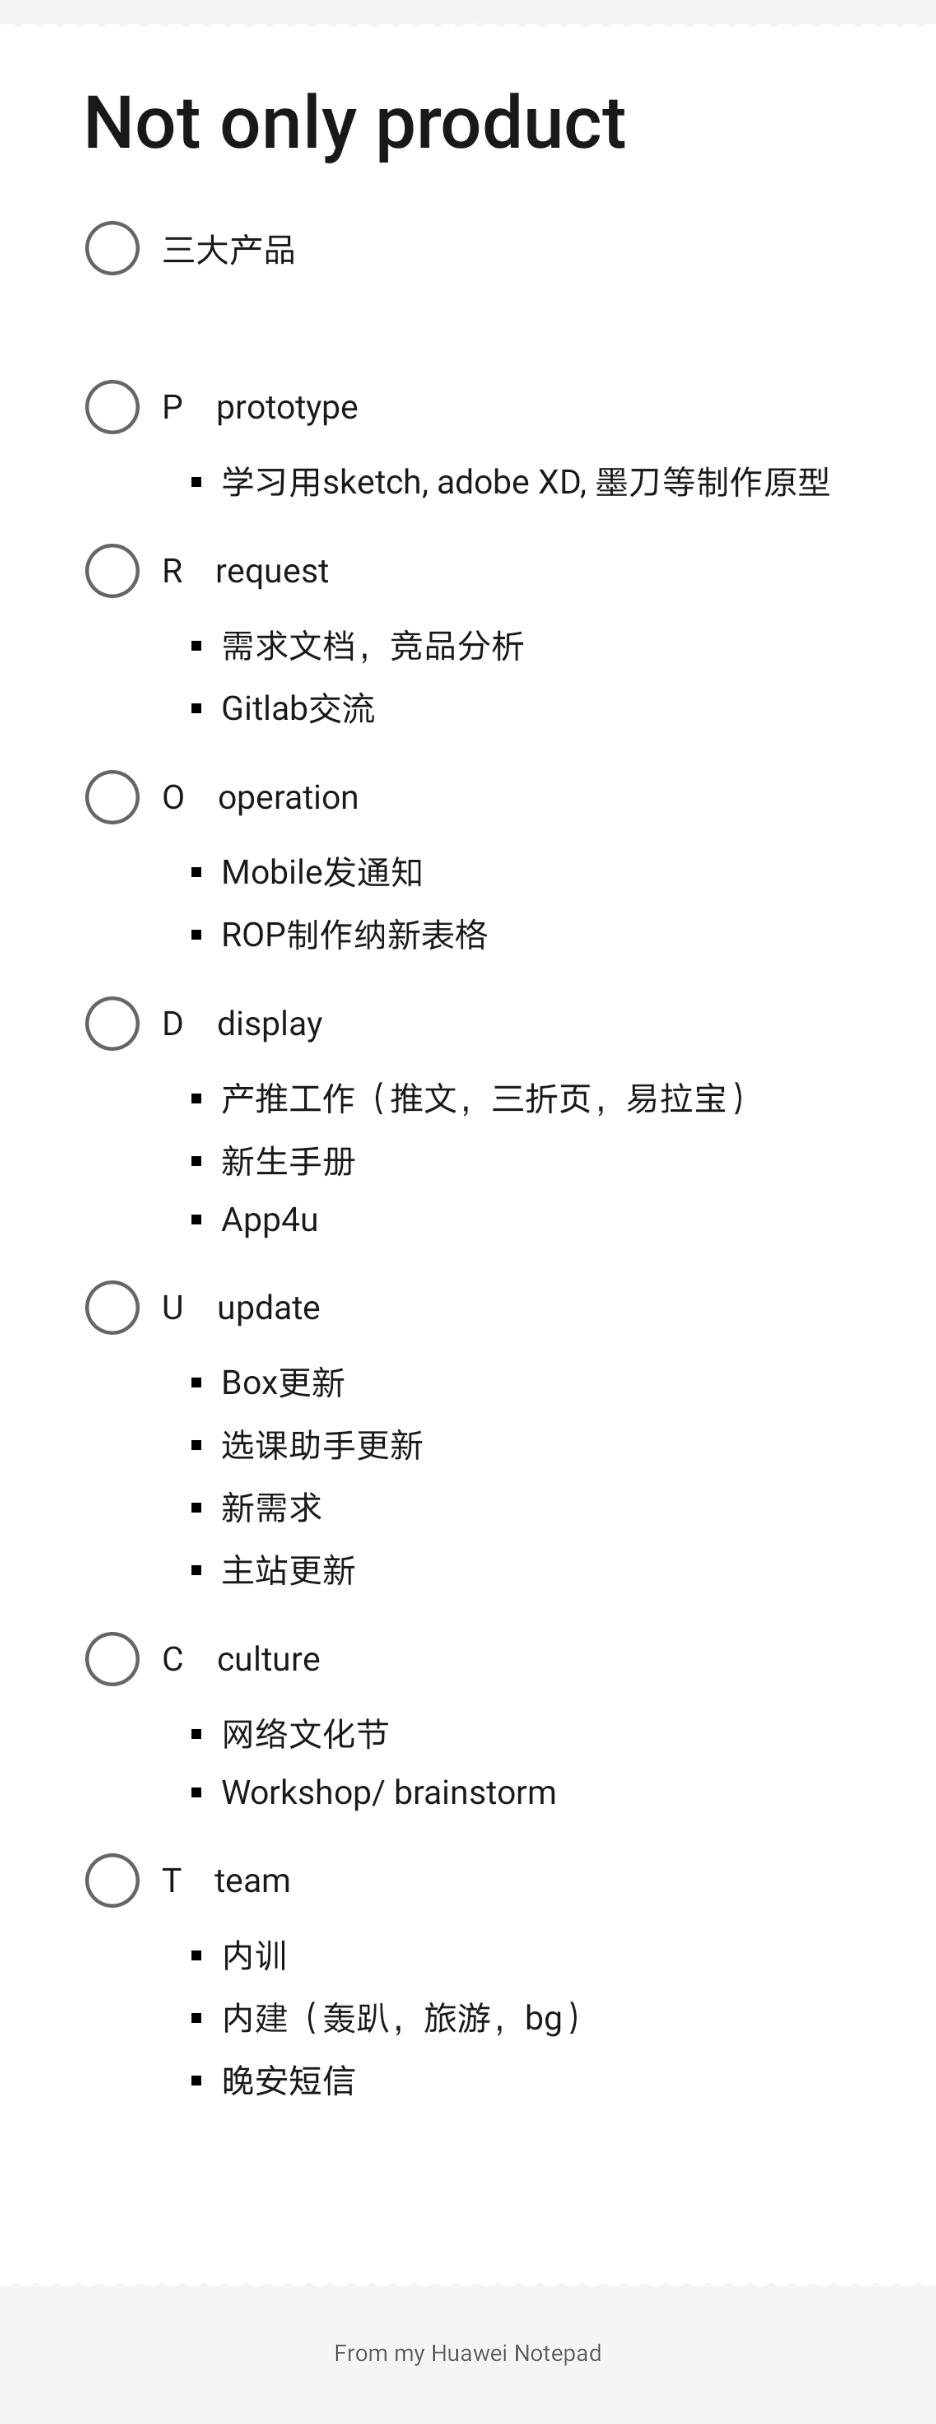 Not only product
三大产品
P prototype
▪ 学习用sketch, adobe XD, 墨刀等制作原型
R request
▪ 需求文档，竞品分析
▪ Gitlab交流
O operation
▪ Mobile发通知
▪ ROP制作纳新表格
D display
▪ 产推工作（推文，三折页，易拉宝）
▪ 新生手册
▪ App4u
U update
▪ Box更新
▪ 选课助手更新
▪ 新需求
▪ 主站更新
C culture
▪ 网络文化节
▪ Workshop/ brainstorm
T team
▪ 内训
▪ 内建（轰趴，旅游，bg）
▪ 晚安短信
From my Huawei Notepad